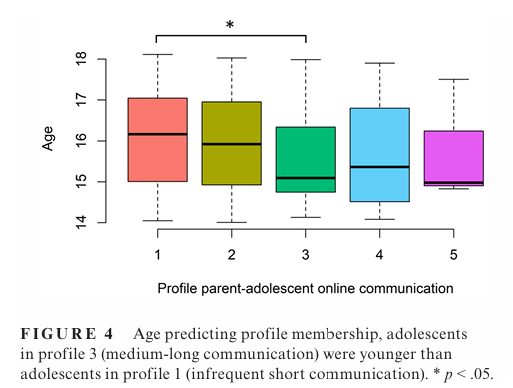 *
18
17
16
15
14
Age
1 2 3 4 5
Profile parent-adolescent online communication
FIGURE 4 Age predicting profile membership, adolescents
in profile 3 (medium-long communication) were younger than
adolescents in profile 1 (infrequent short communication). * p < .05.